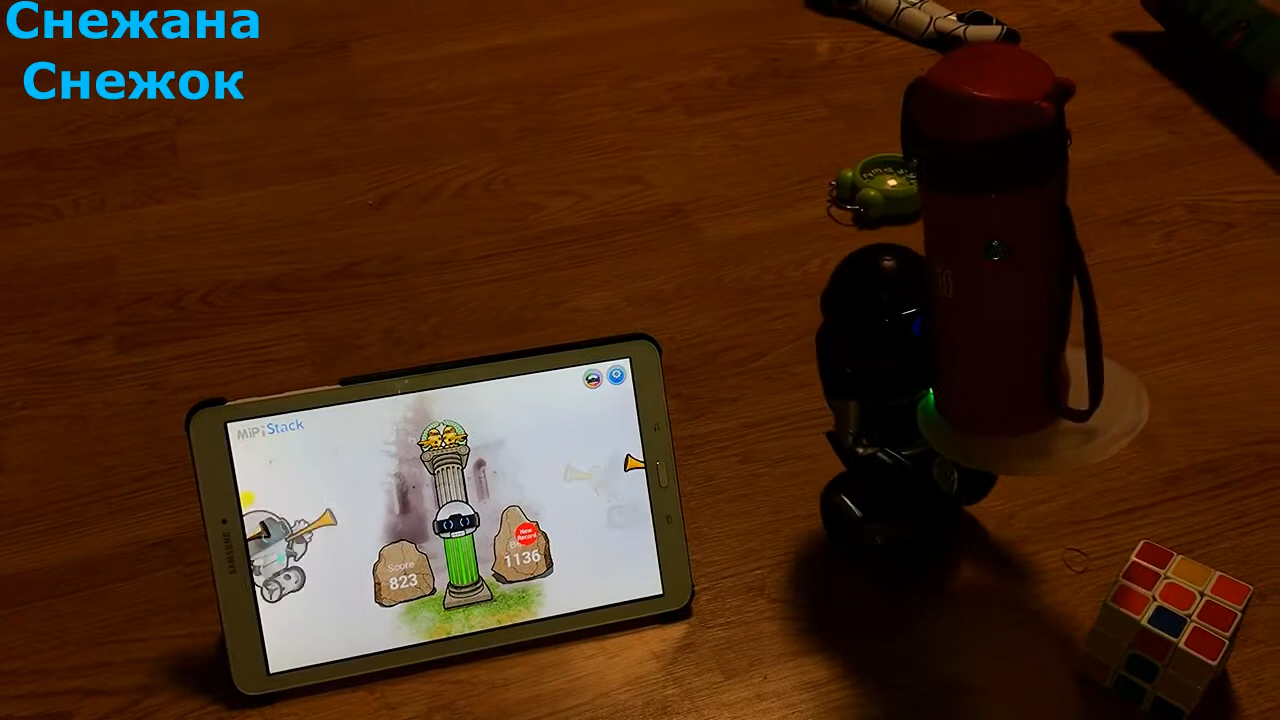 Снежана
Снежок
MiPi Stack
Score
823
New
Record
1136
SAMSUNG